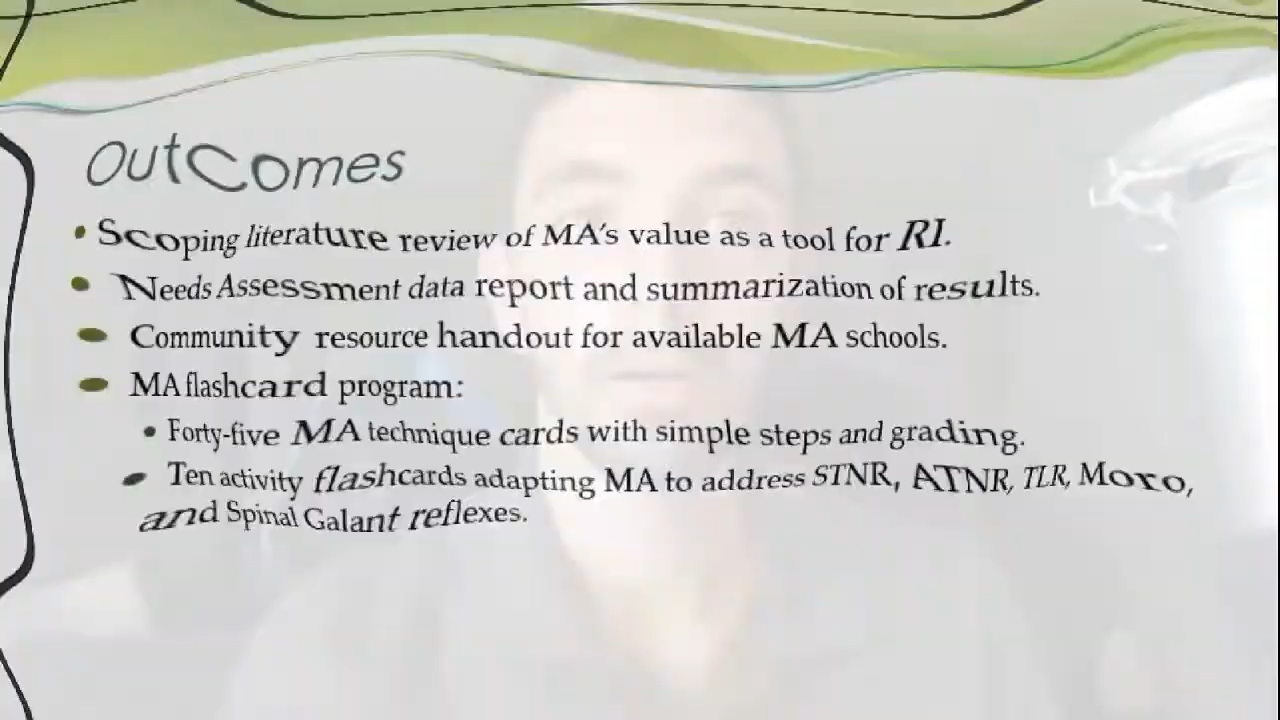 Outcomes
• Scoping literature review of MA's value as a tool for RI.
• Needs Assessment data report and summarization of results.
• Community resource handout for available MA schools.
• MA flashcard program:
• Forty-five MA technique cards with simple steps and grading.
• Ten activity flashcards adapting MA to address STNR, ATNR, TLR, Moro,
and Spinal Galant reflexes.